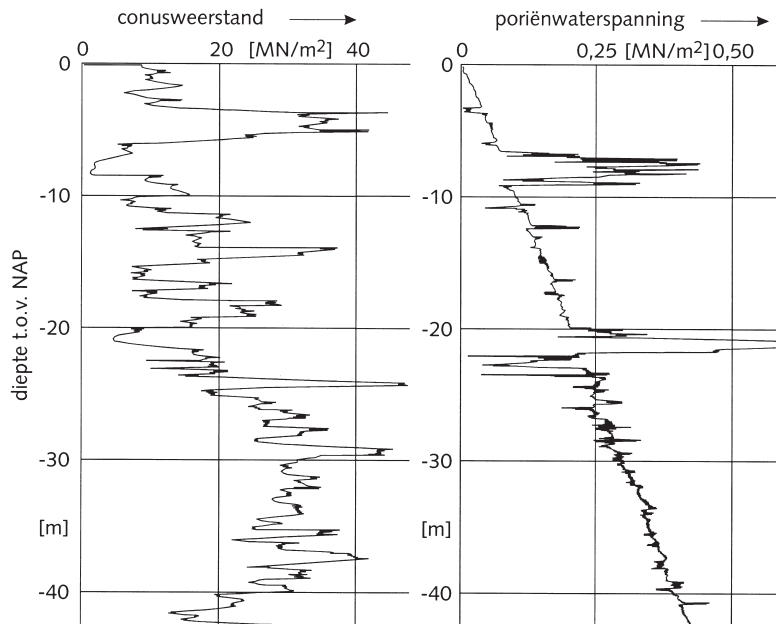 conusweerstand
poriënwaterspanning
0 20 [MN/m²] 40
0 0,25 [MN/m²] 0,50
0
-10
-20
-30
[m]
-40
diepte t.o.v. NAP
0
-10
-20
-30
[m]
-40